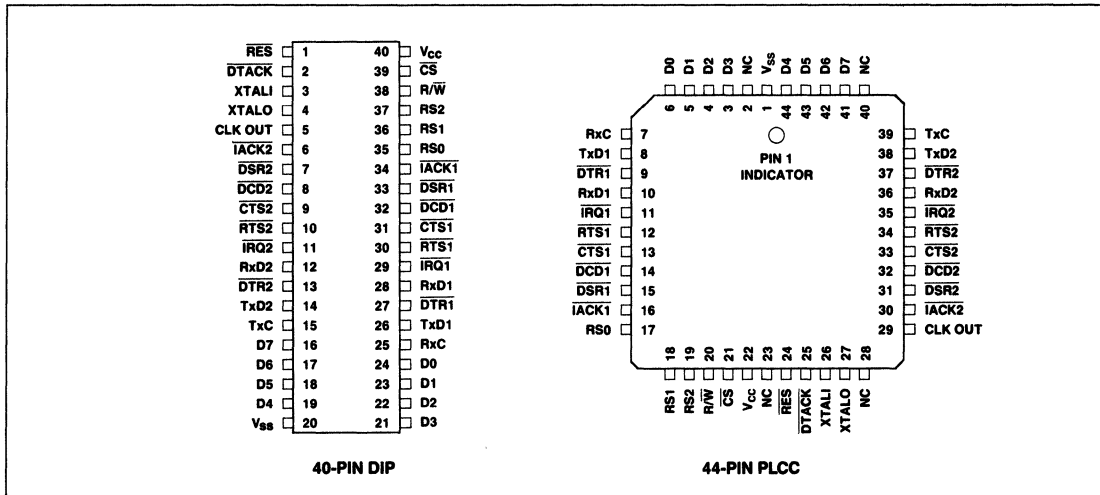 RES 1 40 VCC
DTACK 2 39 CS
XTALI 3 38 R/W
XTALO 4 37 RS2
CLK OUT 5 36 RS1
IACK2 6 35 RS0
DSR2 7 34 IACK1
DCD2 8 33 DSR1
CTS2 9 32 DCD1
RTS2 10 31 CTS1
IRQ2 11 30 RTS1
RxD2 12 29 IRQ1
DTR2 13 28 RxD1
TxD2 14 27 DTR1
TxC 15 26 TxD1
D7 16 25 RxC
D6 17 24 D0
D5 18 23 D1
D4 19 22 D2
VSS 20 21 D3
40-PIN DIP
D0 D1 D2 D3 NC VSS D4 D5 D6 D7 NC
6 5 4 3 2 1 44 43 42 41 40
RxC 7 39 TxC
TxD1 8 38 TxD2
DTR1 9 37 DTR2
RxD1 10 36 RxD2
IRQ1 11 35 IRQ2
RTS1 12 34 RTS2
CTS1 13 33 CTS2
DCD1 14 32 DCD2
DSR1 15 31 DSR2
IACK1 16 30 IACK2
RS0 17 29 CLK OUT
PIN 1
INDICATOR
18 19 20 21 22 23 24 25 26 27 28
RS1 RS2 R/W CS VCC NC RES DTACK XTALI XTALO NC
44-PIN PLCC